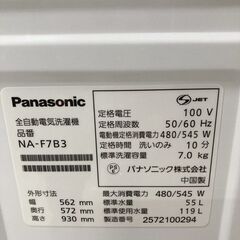 Panasonic
全自動電気洗濯機
品番
NA-F7B3
外形寸法
幅 562 mm
奥行 572 mm
高さ 930 mm
S JET
定格電圧 100 V
定格周波数 50/60 Hz
電動機定格消費電力 480/545 W
定格時間 洗いのみ 10 分
標準洗濯容量 7.0 kg
PS E
パナソニック株式会社
中国製
最大消費電力 480/545 W
標準水量 55 L
標準使用水量 119 L
2572100294